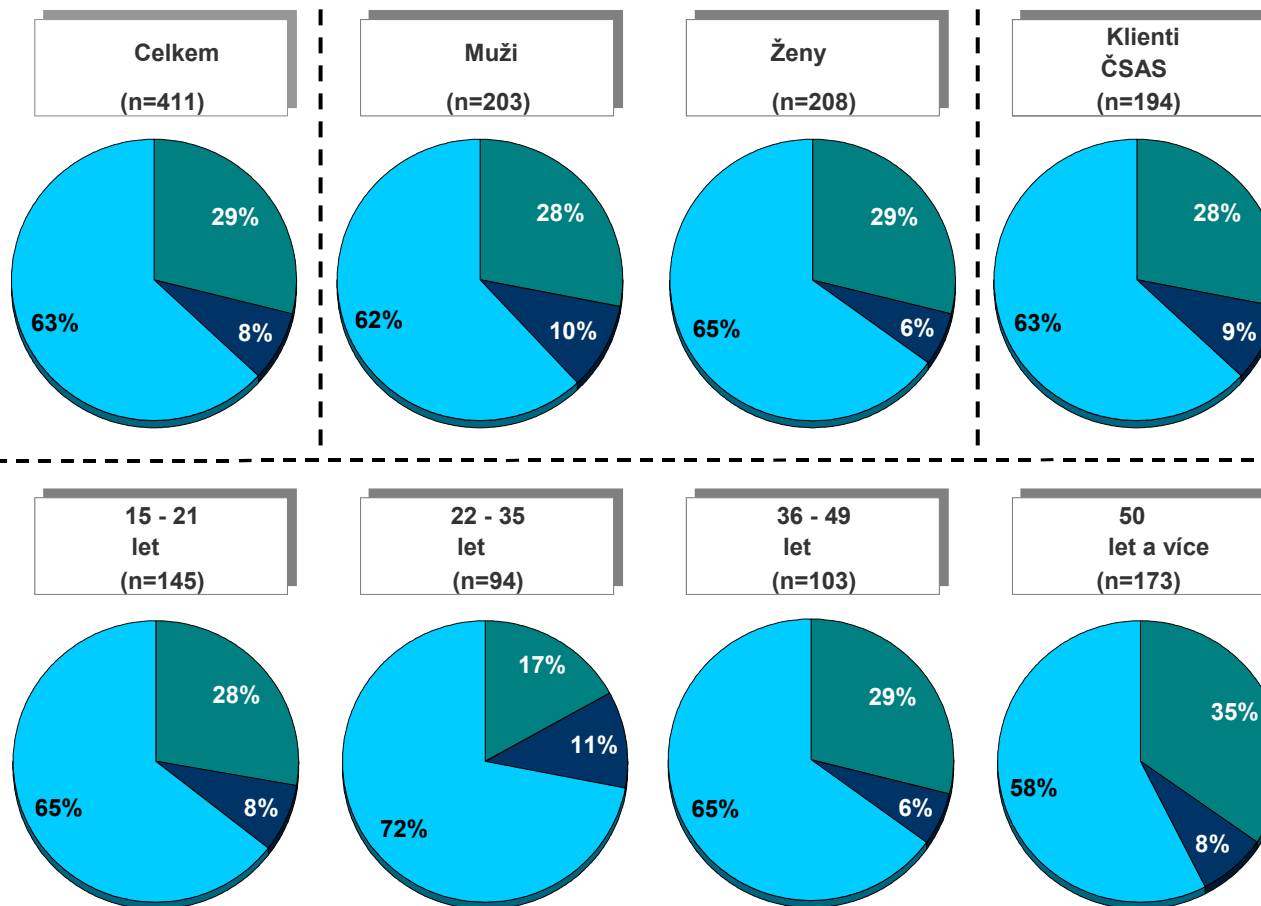 Celkem
(n=411)
Muži
(n=203)
Ženy
(n=208)
Klienti
ČSAS
(n=194)
29%
63%
8%
28%
62%
10%
29%
65%
6%
28%
63%
9%
15 - 21
let
(n=145)
22 - 35
let
(n=94)
36 - 49
let
(n=103)
50
let a více
(n=173)
28%
65%
8%
17%
11%
72%
29%
65%
6%
35%
58%
8%